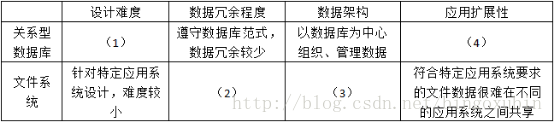 设计难度 数据冗余程度 数据架构 应用扩展性
关系型
数据库
（1）
遵守数据库范式，
数据冗余较少
以数据库为中心
组织、管理数据
（4）
文件系
统
针对特定应用系
统设计，难度较
小
（2）
（3）
符合特定应用系统要求
的文件数据很难在不同
的应用系统之间共享
http://blog.csdn.net/bingoxubin